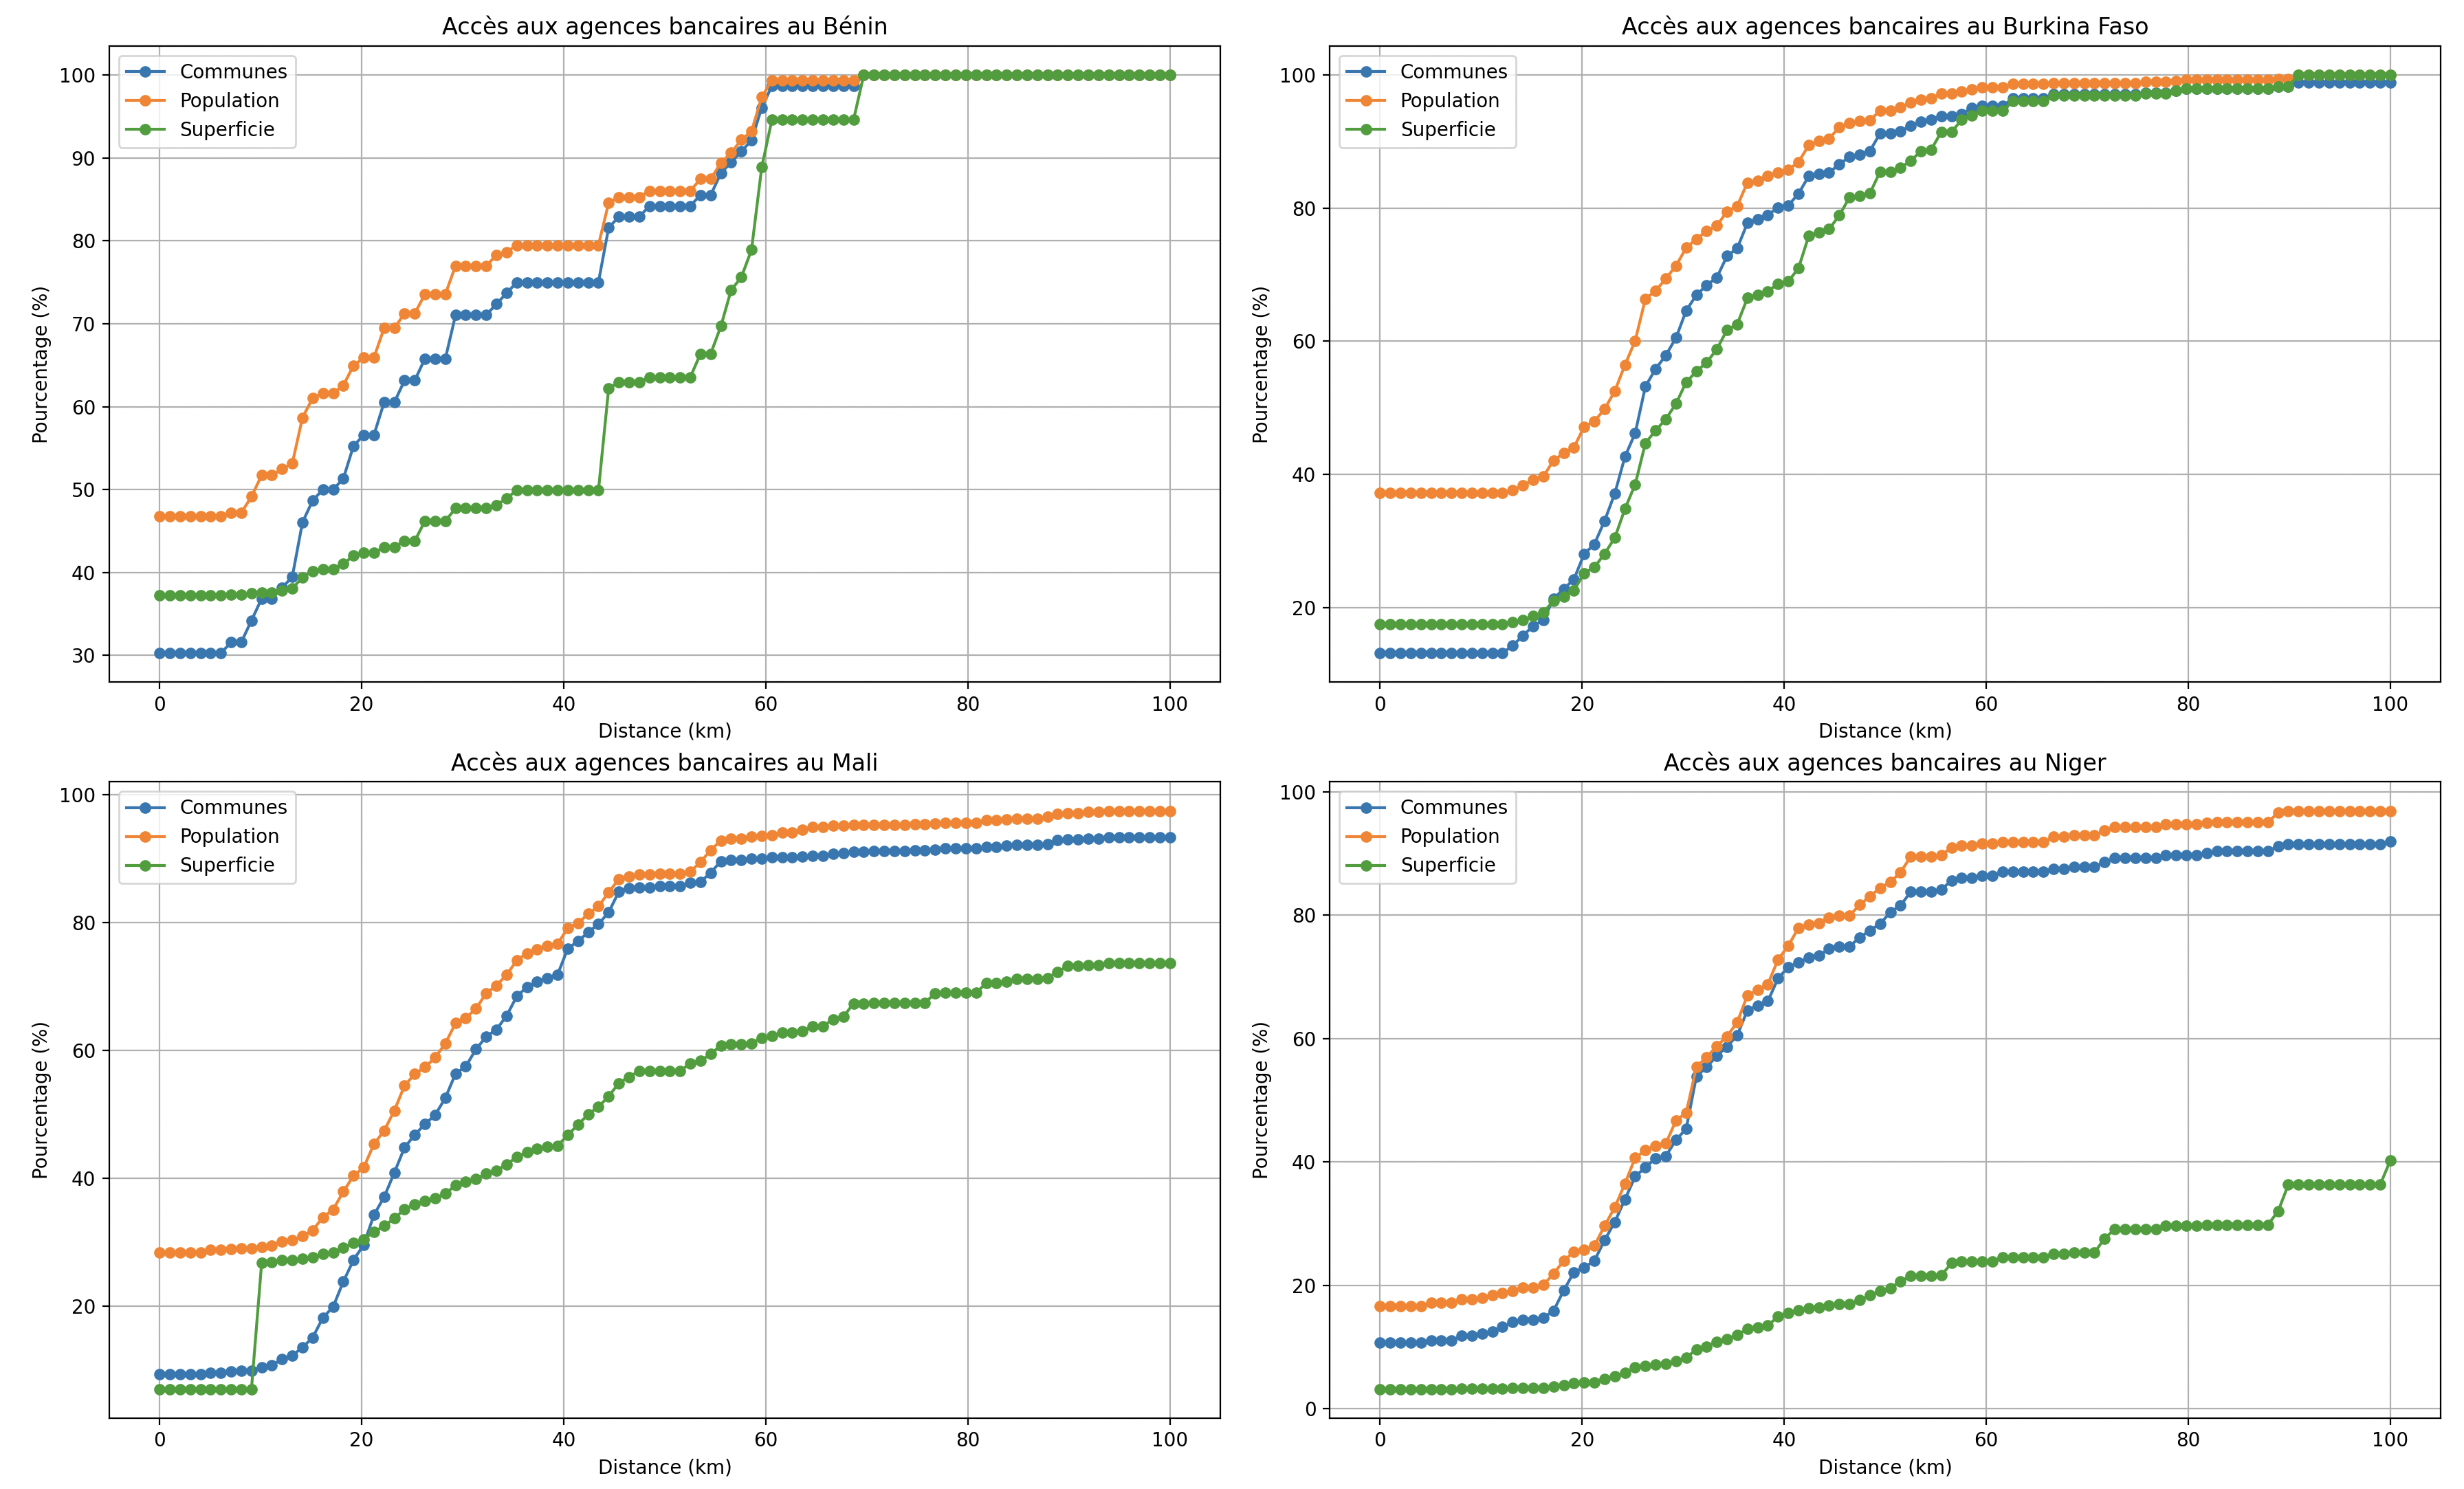 Accès aux agences bancaires au Bénin
Communes
Population
Superficie
100
90
80
70
60
50
40
30
Pourcentage (%)
0 20 40 60 80 100
Distance (km)
Accès aux agences bancaires au Burkina Faso
Communes
Population
Superficie
100
80
60
40
20
Pourcentage (%)
0 20 40 60 80 100
Distance (km)
Accès aux agences bancaires au Mali
Communes
Population
Superficie
100
80
60
40
20
Pourcentage (%)
0 20 40 60 80 100
Distance (km)
Accès aux agences bancaires au Niger
Communes
Population
Superficie
100
80
60
40
20
0
Pourcentage (%)
0 20 40 60 80 100
Distance (km)